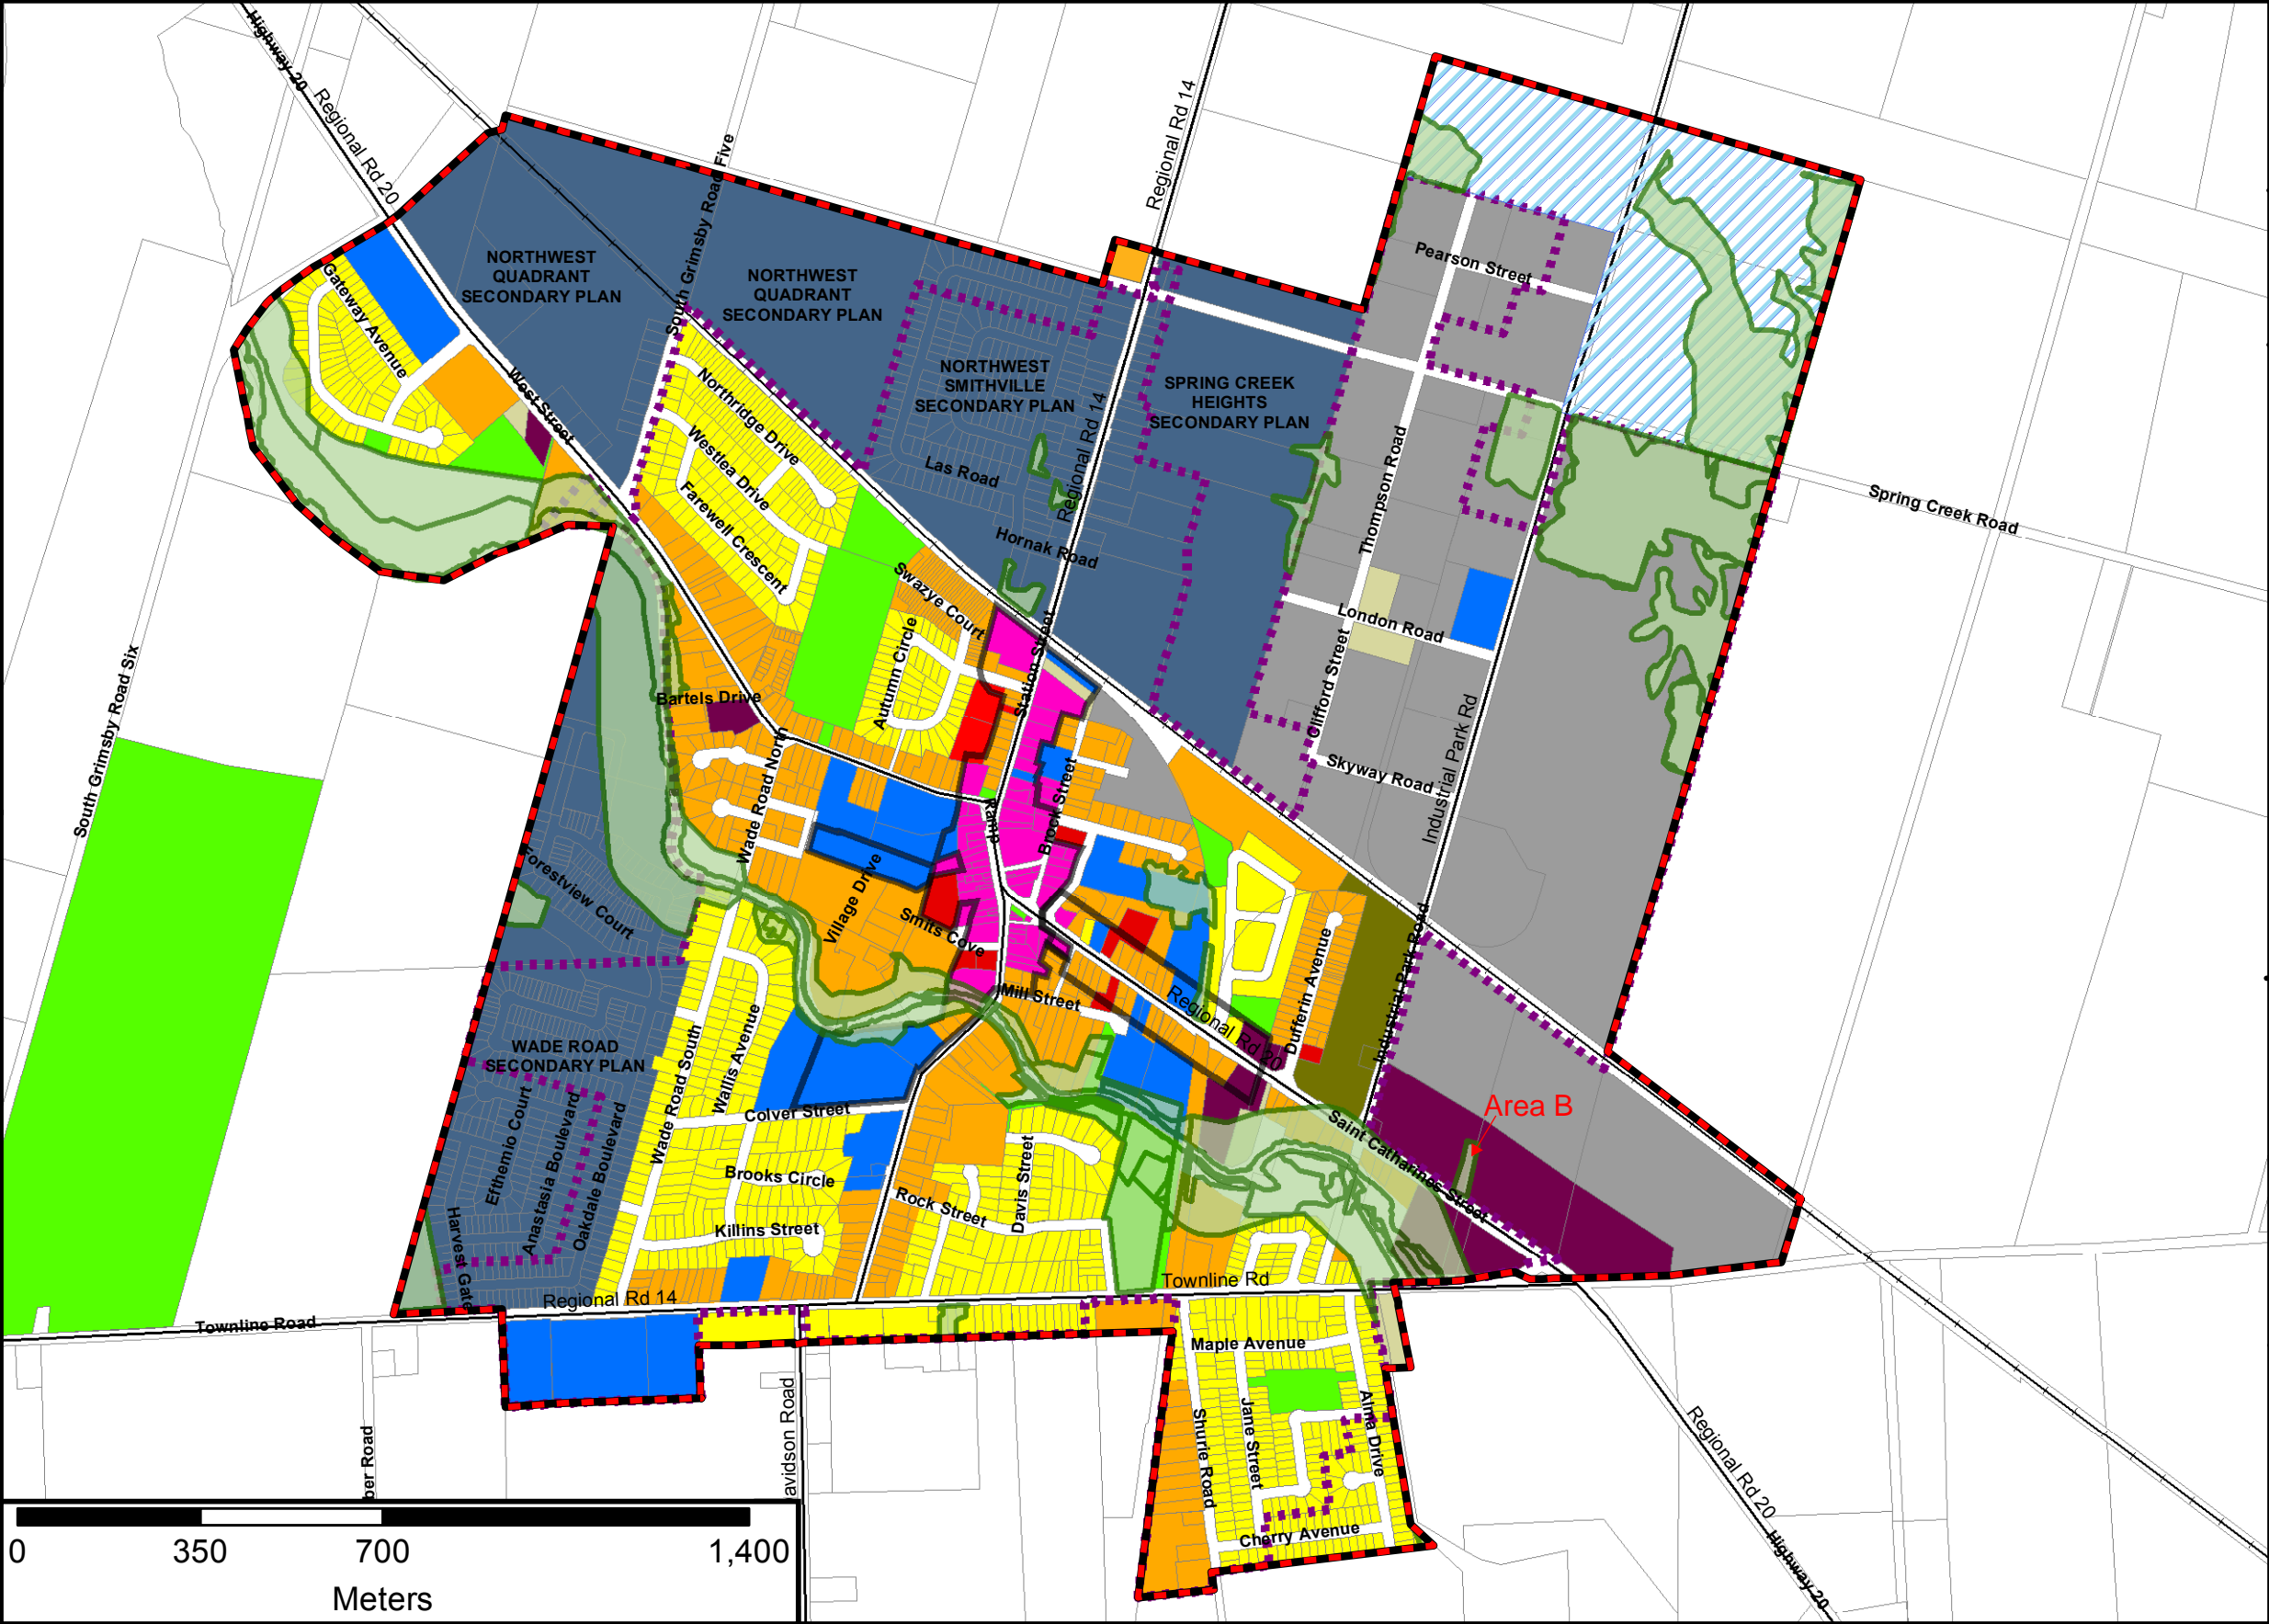 Highway 20
Regional Rd 20
South Grimsby Road Five
Regional Rd 14
NORTHWEST
QUADRANT
SECONDARY PLAN
NORTHWEST
QUADRANT
SECONDARY PLAN
Gateway Avenue
Pearson Street
NORTHWEST
SMITHVILLE
SECONDARY PLAN
SPRING CREEK
HEIGHTS
SECONDARY PLAN
West Street
Northridge Drive
Westlea Drive
Farewell Crescent
Las Road
Regional Rd 14
Hornak Road
Thompson Road
Spring Creek Road
Swazye Court
Autumn Circle
Station Street
London Road
Clifford Street
South Grimsby Road Six
Bartels Drive
Skyway Road
Industrial Park Rd
Wade Road North
Ramp
Brock Street
Forestview Court
Village Drive
Smits Cove
Mill Street
Regional Rd 20
Dufferin Avenue
Industrial Park Road
WADE ROAD
SECONDARY PLAN
Wade Road South
Wallis Avenue
Colver Street
Area B
Saint Catharines Street
Efthemio Court
Anastasia Boulevard
Oakdale Boulevard
Brooks Circle
Davis Street
Rock Street
Killins Street
Harvest Gate
Townline Rd
Regional Rd 14
Townline Road
Maple Avenue
Jane Street
Shurie Road
Alma Drive
Cherry Avenue
avidson Road
ber Road
Regional Rd 20
Highway 20
0 350 700 1,400
Meters